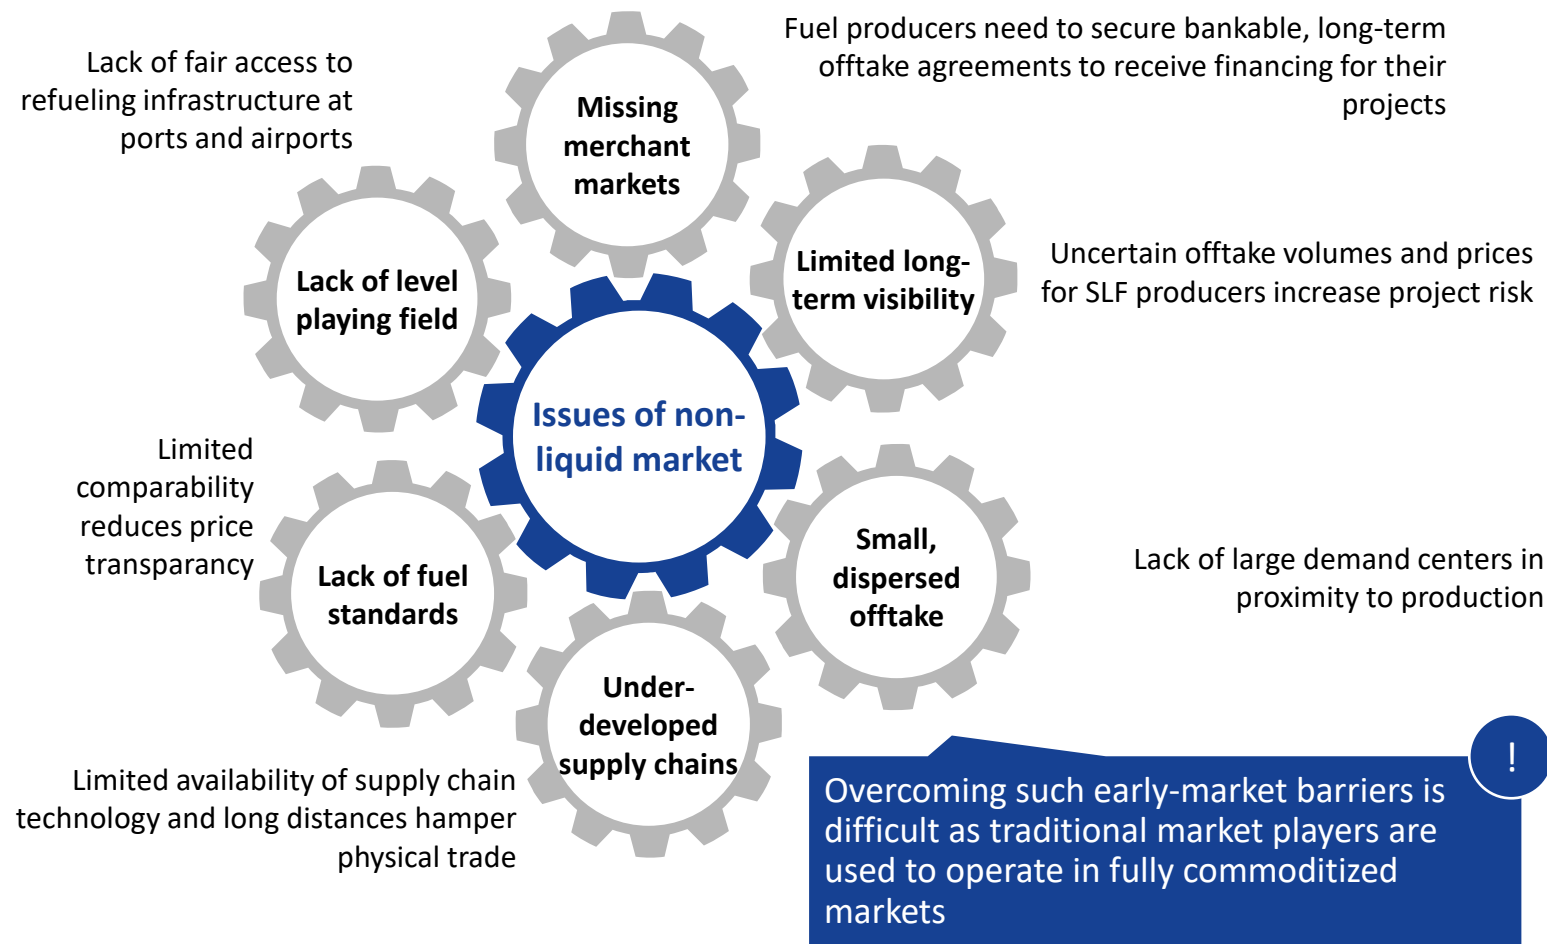 Fuel producers need to secure bankable, long-term
offtake agreements to receive financing for their
projects
Lack of fair access to
refueling infrastructure at
ports and airports
Missing
merchant
markets
Limited long-
term visibility
Uncertain offtake volumes and prices
for SLF producers increase project risk
Lack of level
playing field
Issues of non-
liquid market
Limited
comparability
reduces price
transparancy
Lack of fuel
standards
Small,
dispersed
offtake
Lack of large demand centers in
proximity to production
Under-
developed
supply chains
Limited availability of supply chain
technology and long distances hamper
physical trade
!
Overcoming such early-market barriers is
difficult as traditional market players are
used to operate in fully commoditized
markets